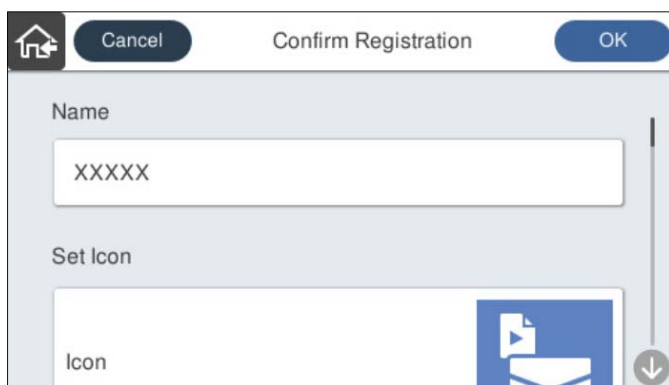 Cancel
Confirm Registration
OK
Name
XXXXX
Set Icon
Icon